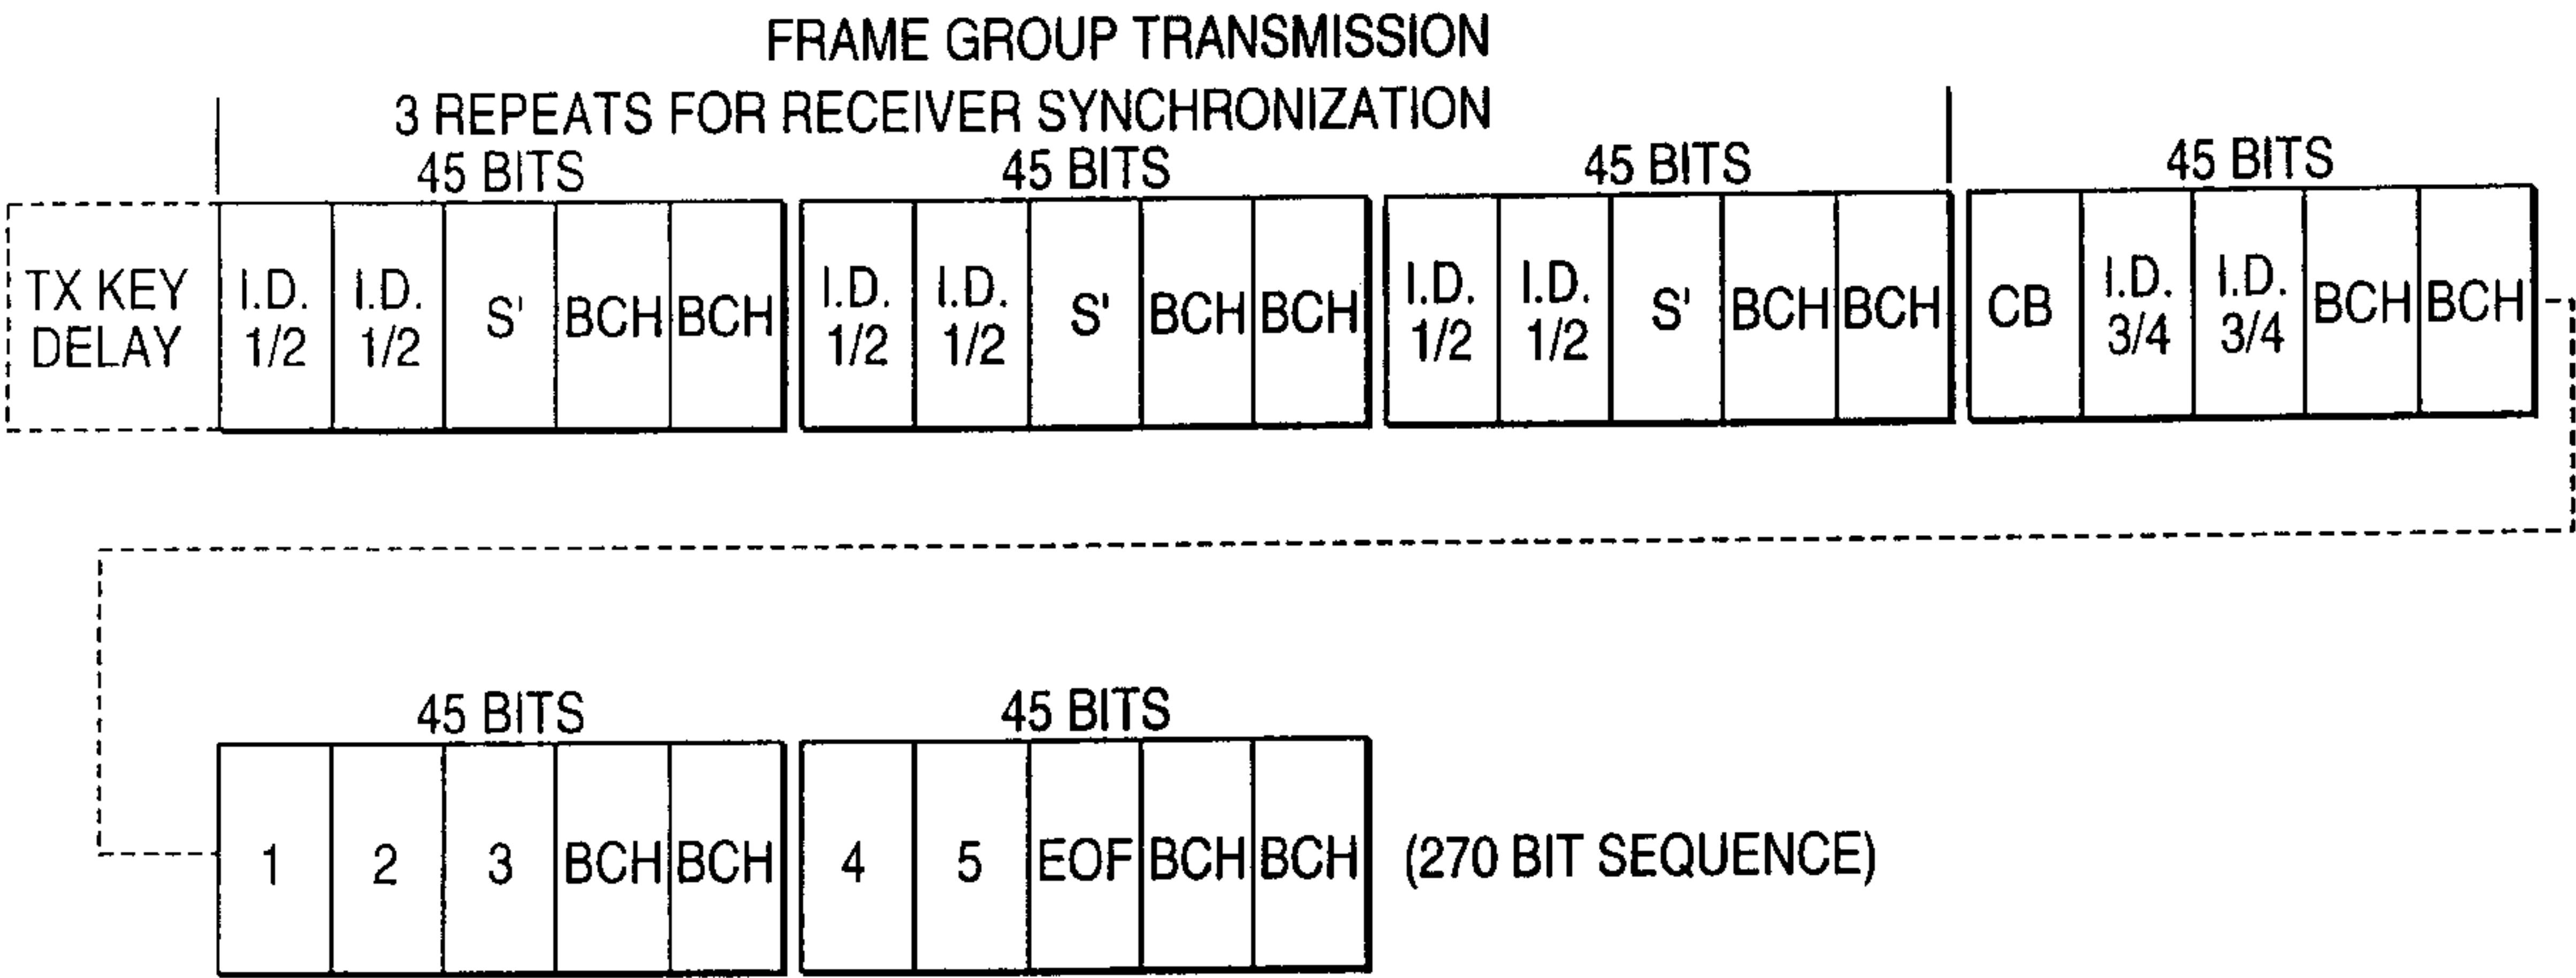 FRAME GROUP TRANSMISSION
3 REPEATS FOR RECEIVER SYNCHRONIZATION
45 BITS 45 BITS 45 BITS 45 BITS
TX KEY DELAY I.D. 1/2 I.D. 1/2 S' BCH BCH I.D. 1/2 I.D. 1/2 S' BCH BCH I.D. 1/2 I.D. 1/2 S' BCH BCH CB I.D. 3/4 I.D. 3/4 BCH BCH
45 BITS 45 BITS
1 2 3 BCH BCH 4 5 EOF BCH BCH (270 BIT SEQUENCE)